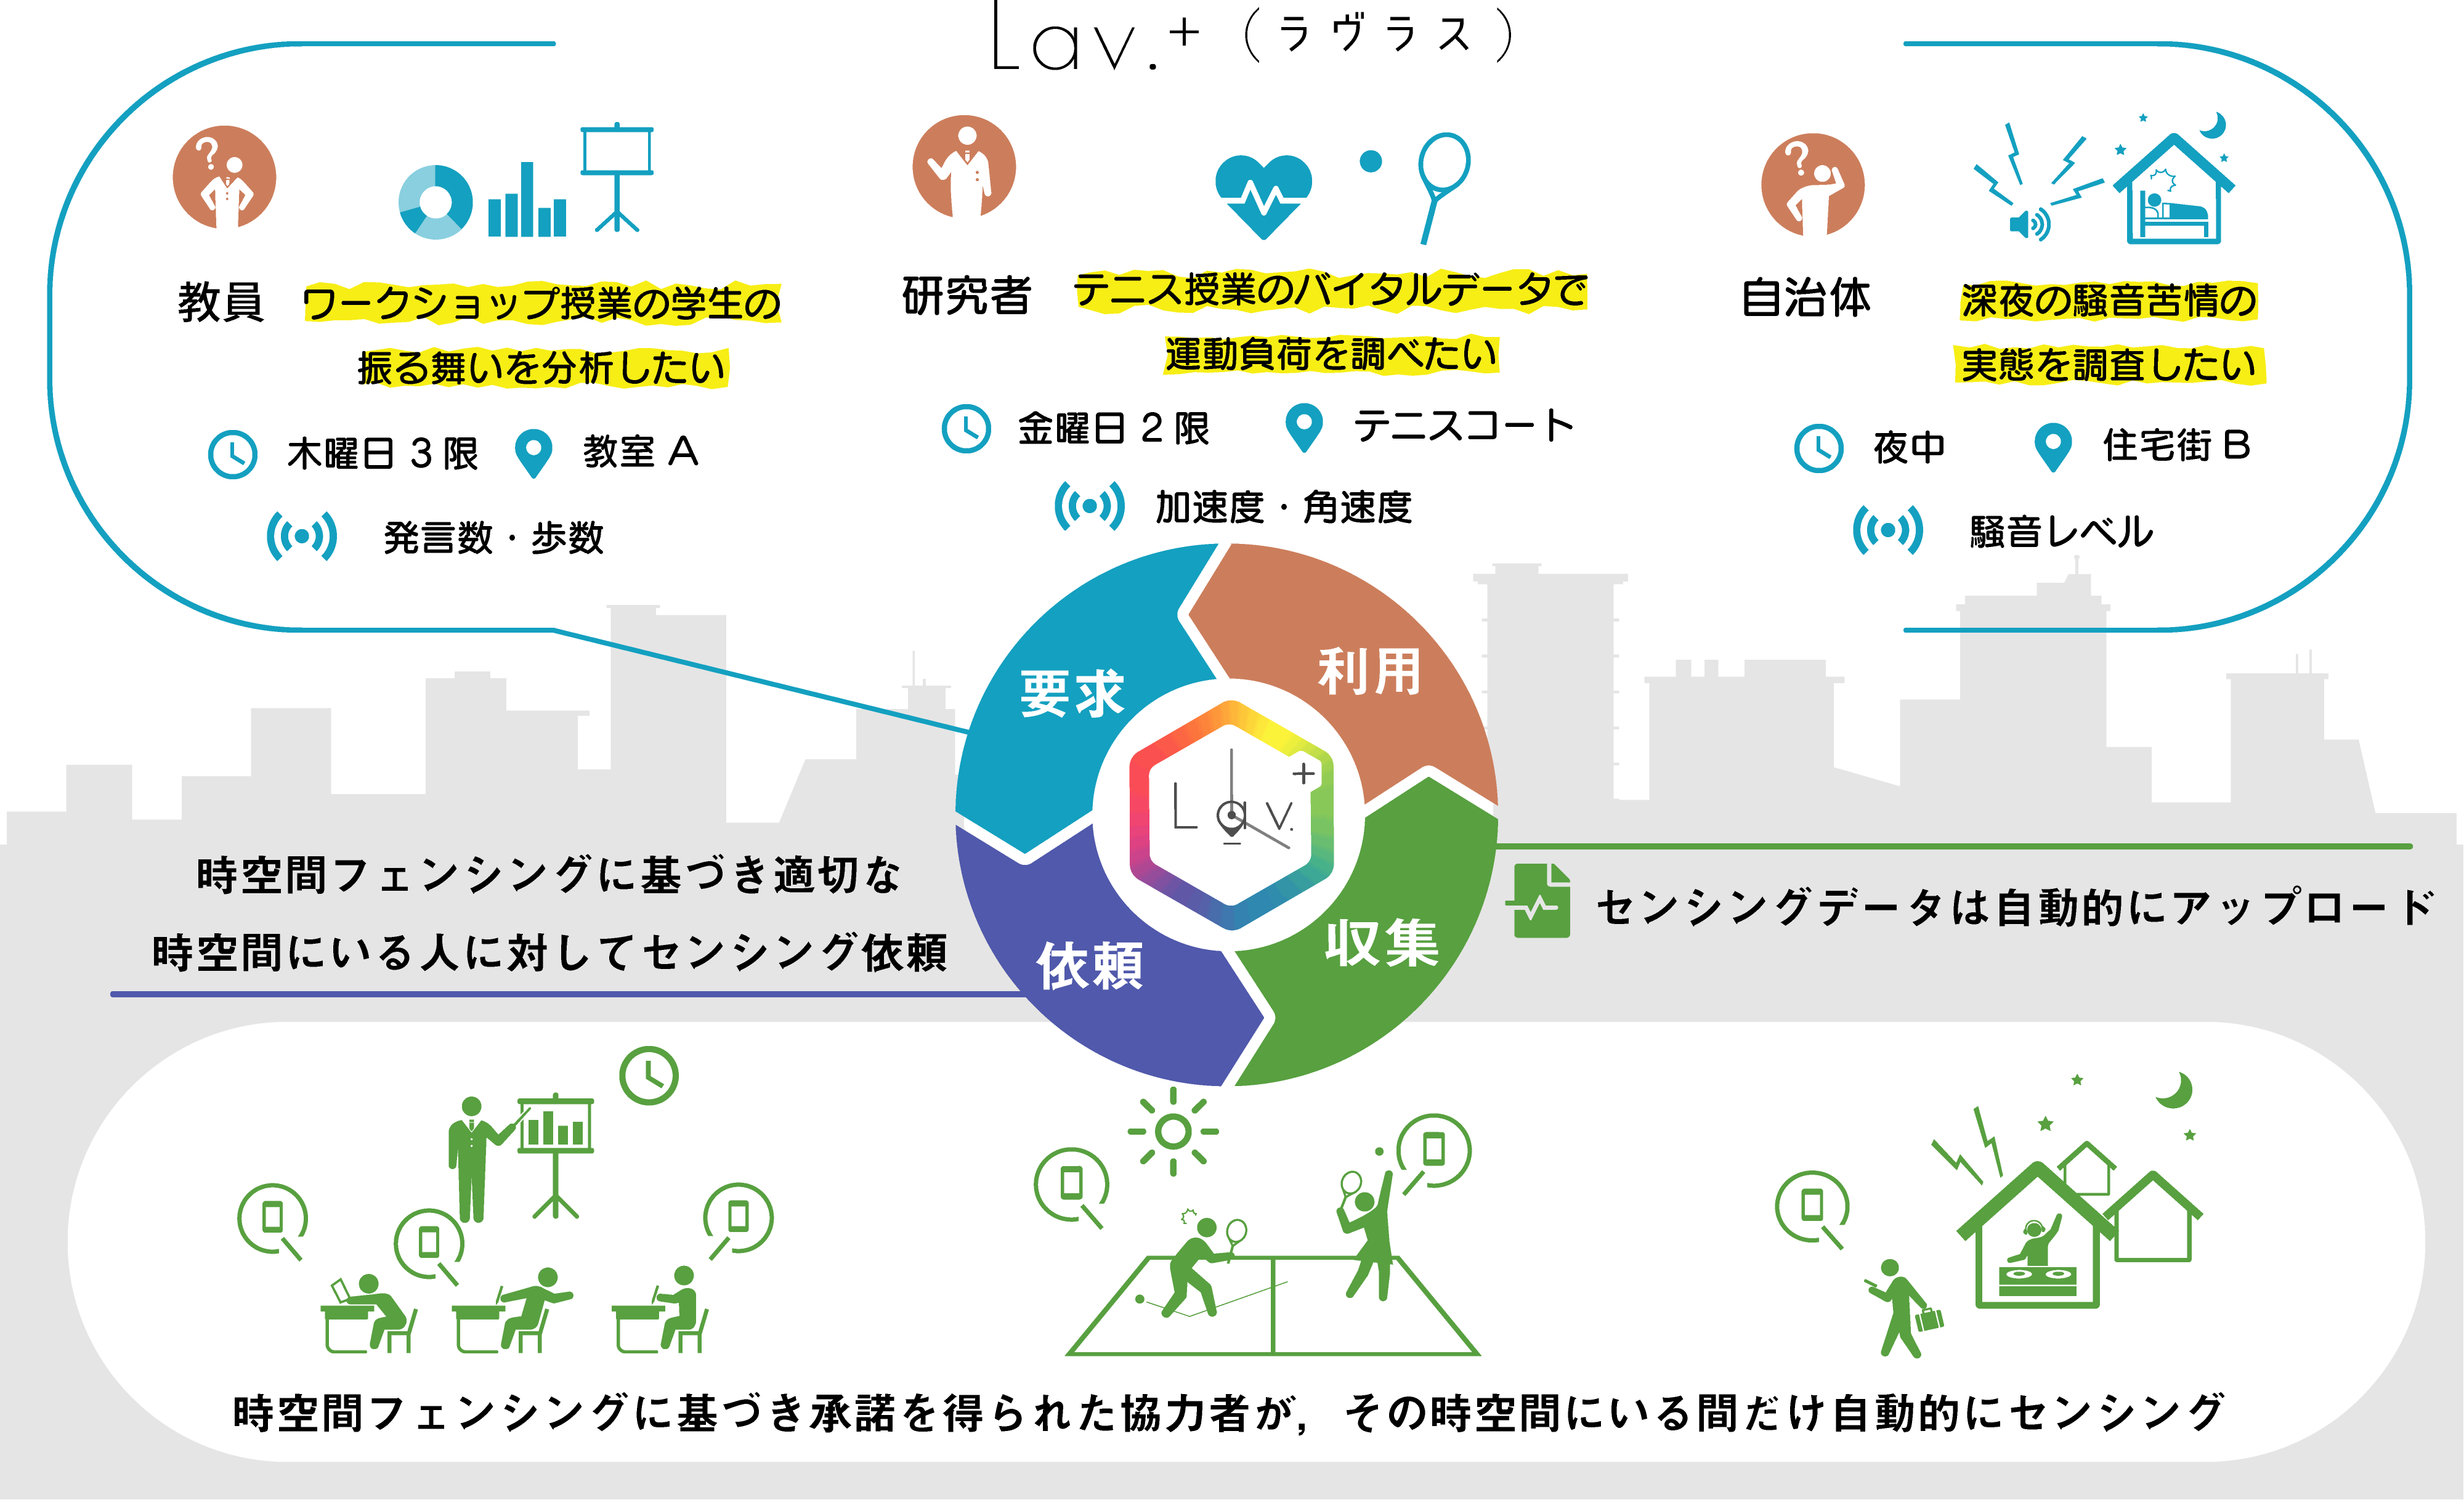 Lav.+（ラヴラス）
教員
ワークショップ授業の学生の
振る舞いを分析したい
木曜日 3 限
教室 A
発言数・歩数
研究者
テニス授業のバイタルデータで
運動負荷を調べたい
金曜日 2 限
テニスコート
加速度・角速度
自治体
深夜の騒音苦情の
実態を調査したい
夜中
住宅街 B
騒音レベル
要求
利用
Lav.+
依頼
収集
時空間フェンシングに基づき適切な
時空間にいる人に対してセンシング依頼
センシングデータは自動的にアップロード
時空間フェンシングに基づき承諾を得られた協力者が，その時空間にいる間だけ自動的にセンシング